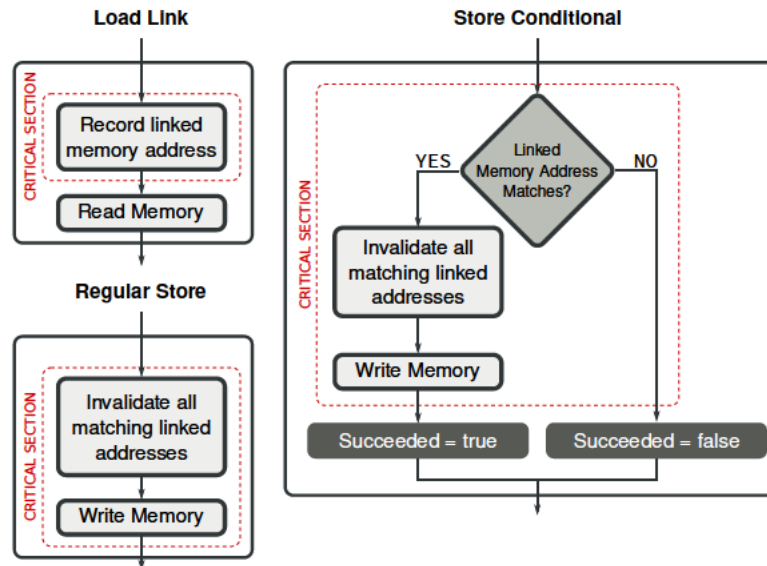 Load Link
CRITICAL SECTION
Record linked
memory address
Read Memory
Regular Store
CRITICAL SECTION
Invalidate all
matching linked
addresses
Write Memory
Store Conditional
CRITICAL SECTION
Linked
Memory Address
Matches?
YES
NO
Invalidate all
matching linked
addresses
Write Memory
Succeeded = true
Succeeded = false